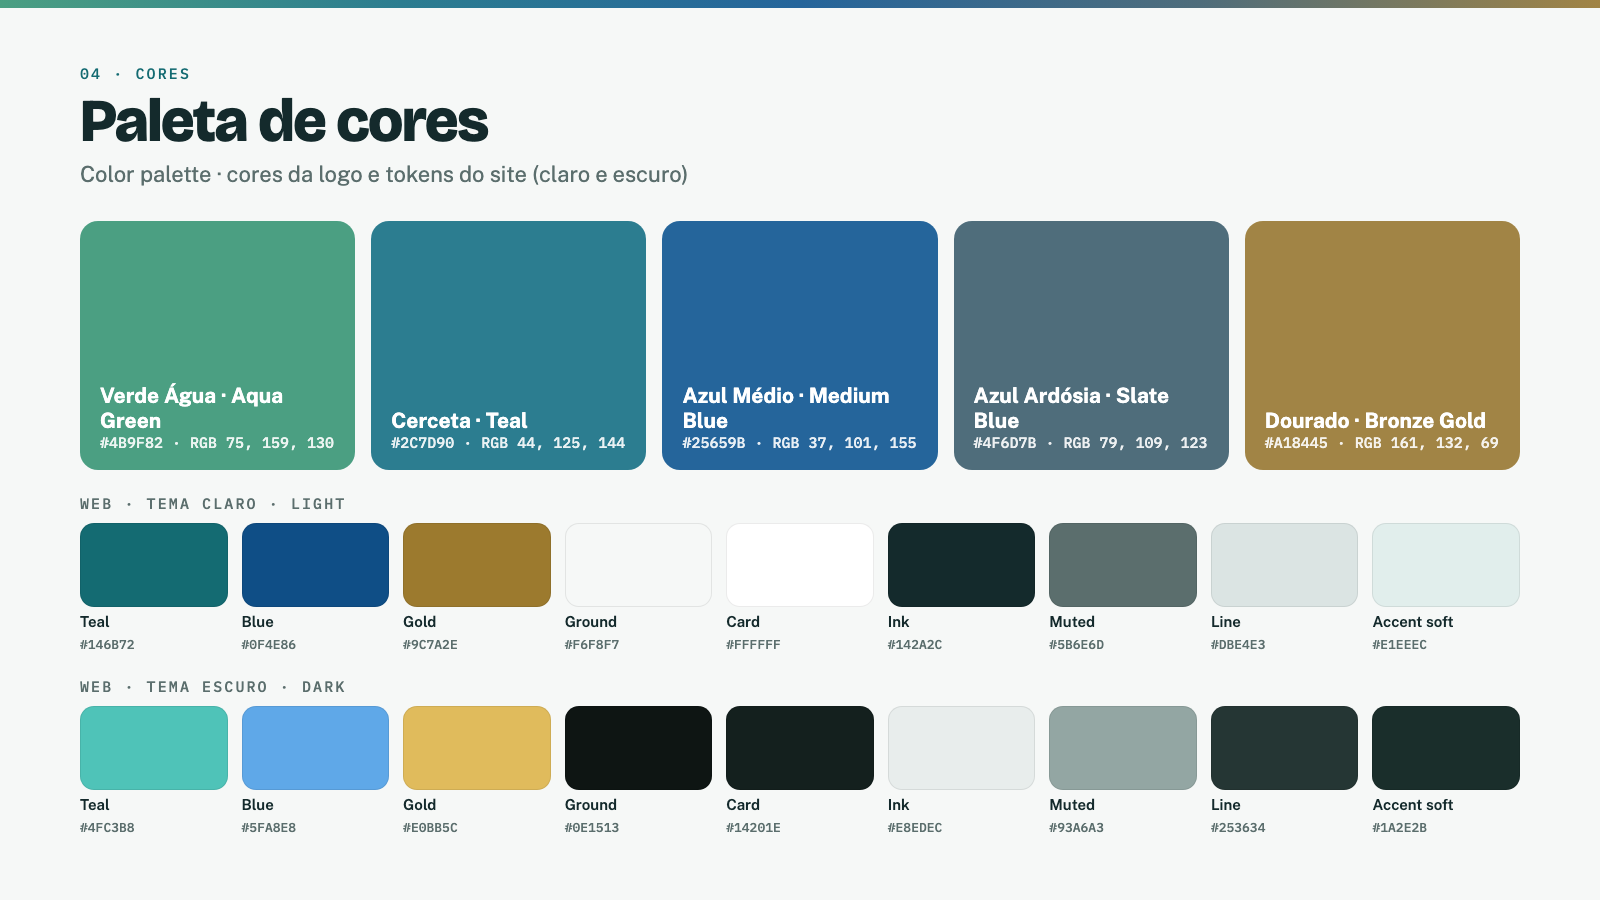 04 · CORES
Paleta de cores
Color palette · cores da logo e tokens do site (claro e escuro)
Verde Água · Aqua
Green
#4B9F82 · RGB 75, 159, 130
Cerceta · Teal
#2C7D90 · RGB 44, 125, 144
Azul Médio · Medium
Blue
#25659B · RGB 37, 101, 155
Azul Ardósia · Slate
Blue
#4F6D7B · RGB 79, 109, 123
Dourado · Bronze Gold
#A18445 · RGB 161, 132, 69
WEB · TEMA CLARO · LIGHT
Teal
#146B72
Blue
#0F4E86
Gold
#9C7A2E
Ground
#F6F8F7
Card
#FFFFFF
Ink
#142A2C
Muted
#5B6E6D
Line
#DBE4E3
Accent soft
#E1EEEC
WEB · TEMA ESCURO · DARK
Teal
#4FC3B8
Blue
#5FA8E8
Gold
#E0BB5C
Ground
#0E1513
Card
#14201E
Ink
#E8EDEC
Muted
#93A6A3
Line
#253634
Accent soft
#1A2E2B